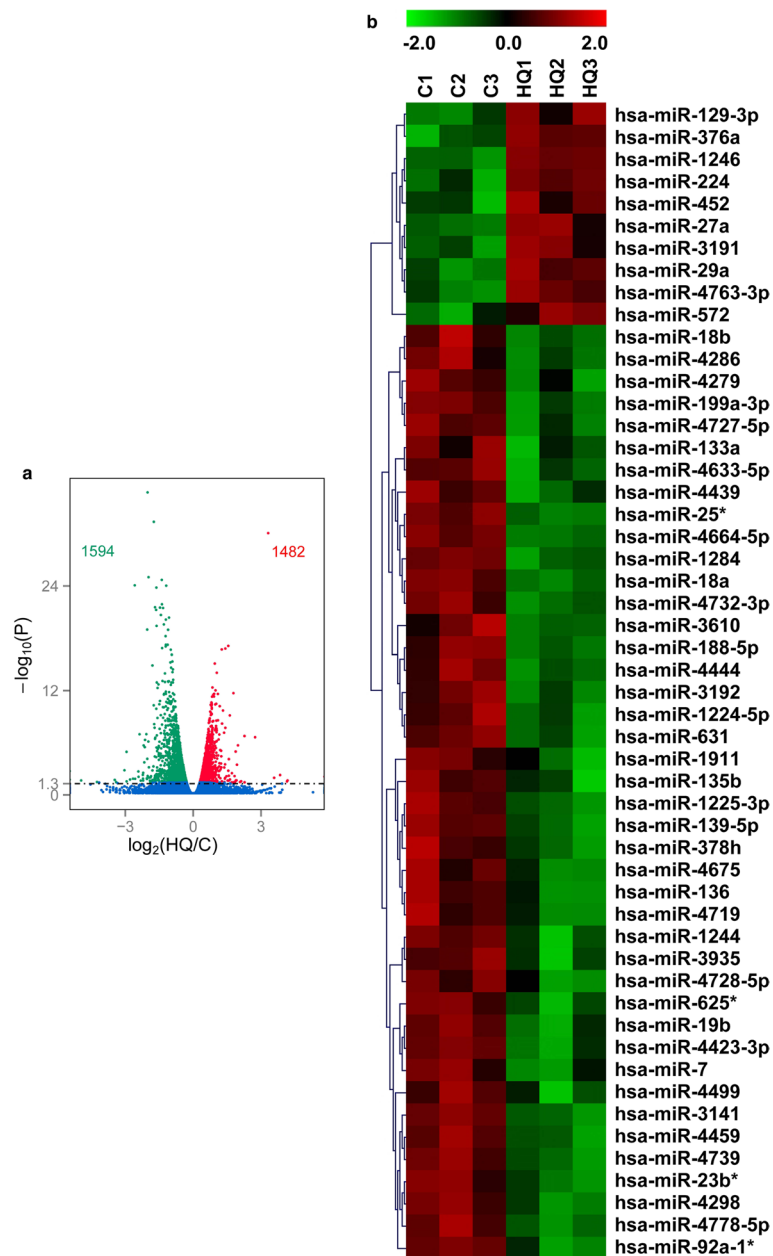 b
-2.0 0.0 2.0
C1 C2 C3 HQ1 HQ2 HQ3
hsa-miR-129-3p
hsa-miR-376a
hsa-miR-1246
hsa-miR-224
hsa-miR-452
hsa-miR-27a
hsa-miR-3191
hsa-miR-29a
hsa-miR-4763-3p
hsa-miR-572
hsa-miR-18b
hsa-miR-4286
hsa-miR-4279
hsa-miR-199a-3p
hsa-miR-4727-5p
hsa-miR-133a
hsa-miR-4633-5p
hsa-miR-4439
hsa-miR-25*
hsa-miR-4664-5p
hsa-miR-1284
hsa-miR-18a
hsa-miR-4732-3p
hsa-miR-3610
hsa-miR-188-5p
hsa-miR-4444
hsa-miR-3192
hsa-miR-1224-5p
hsa-miR-631
hsa-miR-1911
hsa-miR-135b
hsa-miR-1225-3p
hsa-miR-139-5p
hsa-miR-378h
hsa-miR-4675
hsa-miR-136
hsa-miR-4719
hsa-miR-1244
hsa-miR-3935
hsa-miR-4728-5p
hsa-miR-625*
hsa-miR-19b
hsa-miR-4423-3p
hsa-miR-7
hsa-miR-4499
hsa-miR-3141
hsa-miR-4459
hsa-miR-4739
hsa-miR-23b*
hsa-miR-4298
hsa-miR-4778-5p
hsa-miR-92a-1*
a
1594 1482
24
12
1.3
0
−log10(P)
−3 0 3
log2(HQ/C)